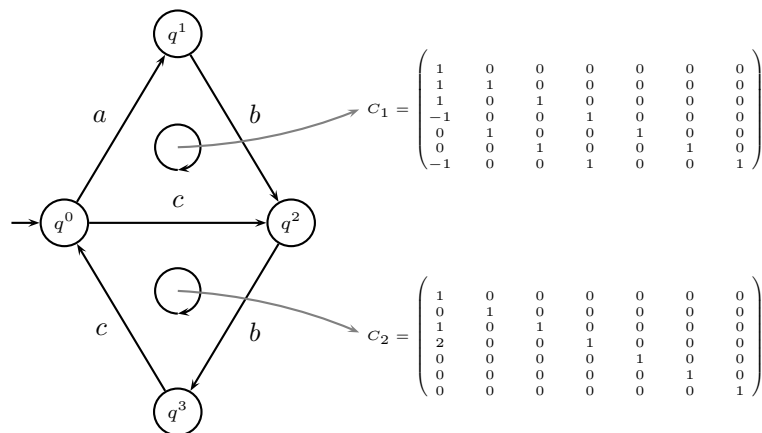 q^1
a
b
C_1 = 
1 0 0 0 0 0 0
1 1 0 0 0 0 0
1 0 1 0 0 0 0
−1 0 0 1 0 0 0
0 1 0 0 1 0 0
0 0 1 0 0 1 0
−1 0 0 1 0 0 1
c
q^0
q^2
c
b
C_2 = 
1 0 0 0 0 0 0
0 1 0 0 0 0 0
1 0 1 0 0 0 0
2 0 0 1 0 0 0
0 0 0 0 1 0 0
0 0 0 0 0 1 0
0 0 0 0 0 0 1
q^3